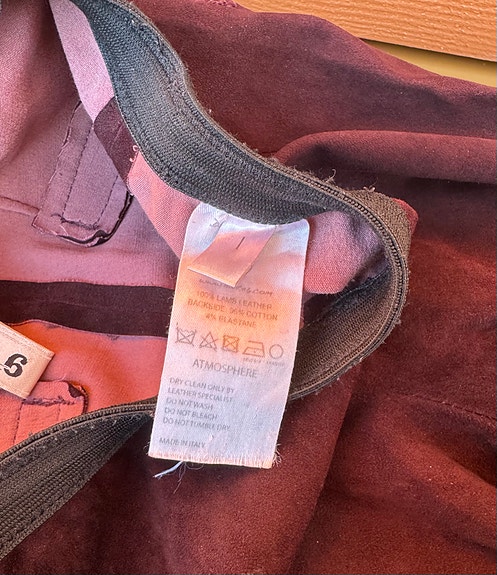 I
100% LAMB LEATHER
BACKSIDE: 96% COTTON
4% ELASTANE
ATMOSPHERE
DRY CLEAN ONLY BY
LEATHER SPECIALIST
DO NOT WASH
DO NOT BLEACH
DO NOT TUMBLE DRY
MADE IN ITALY
6